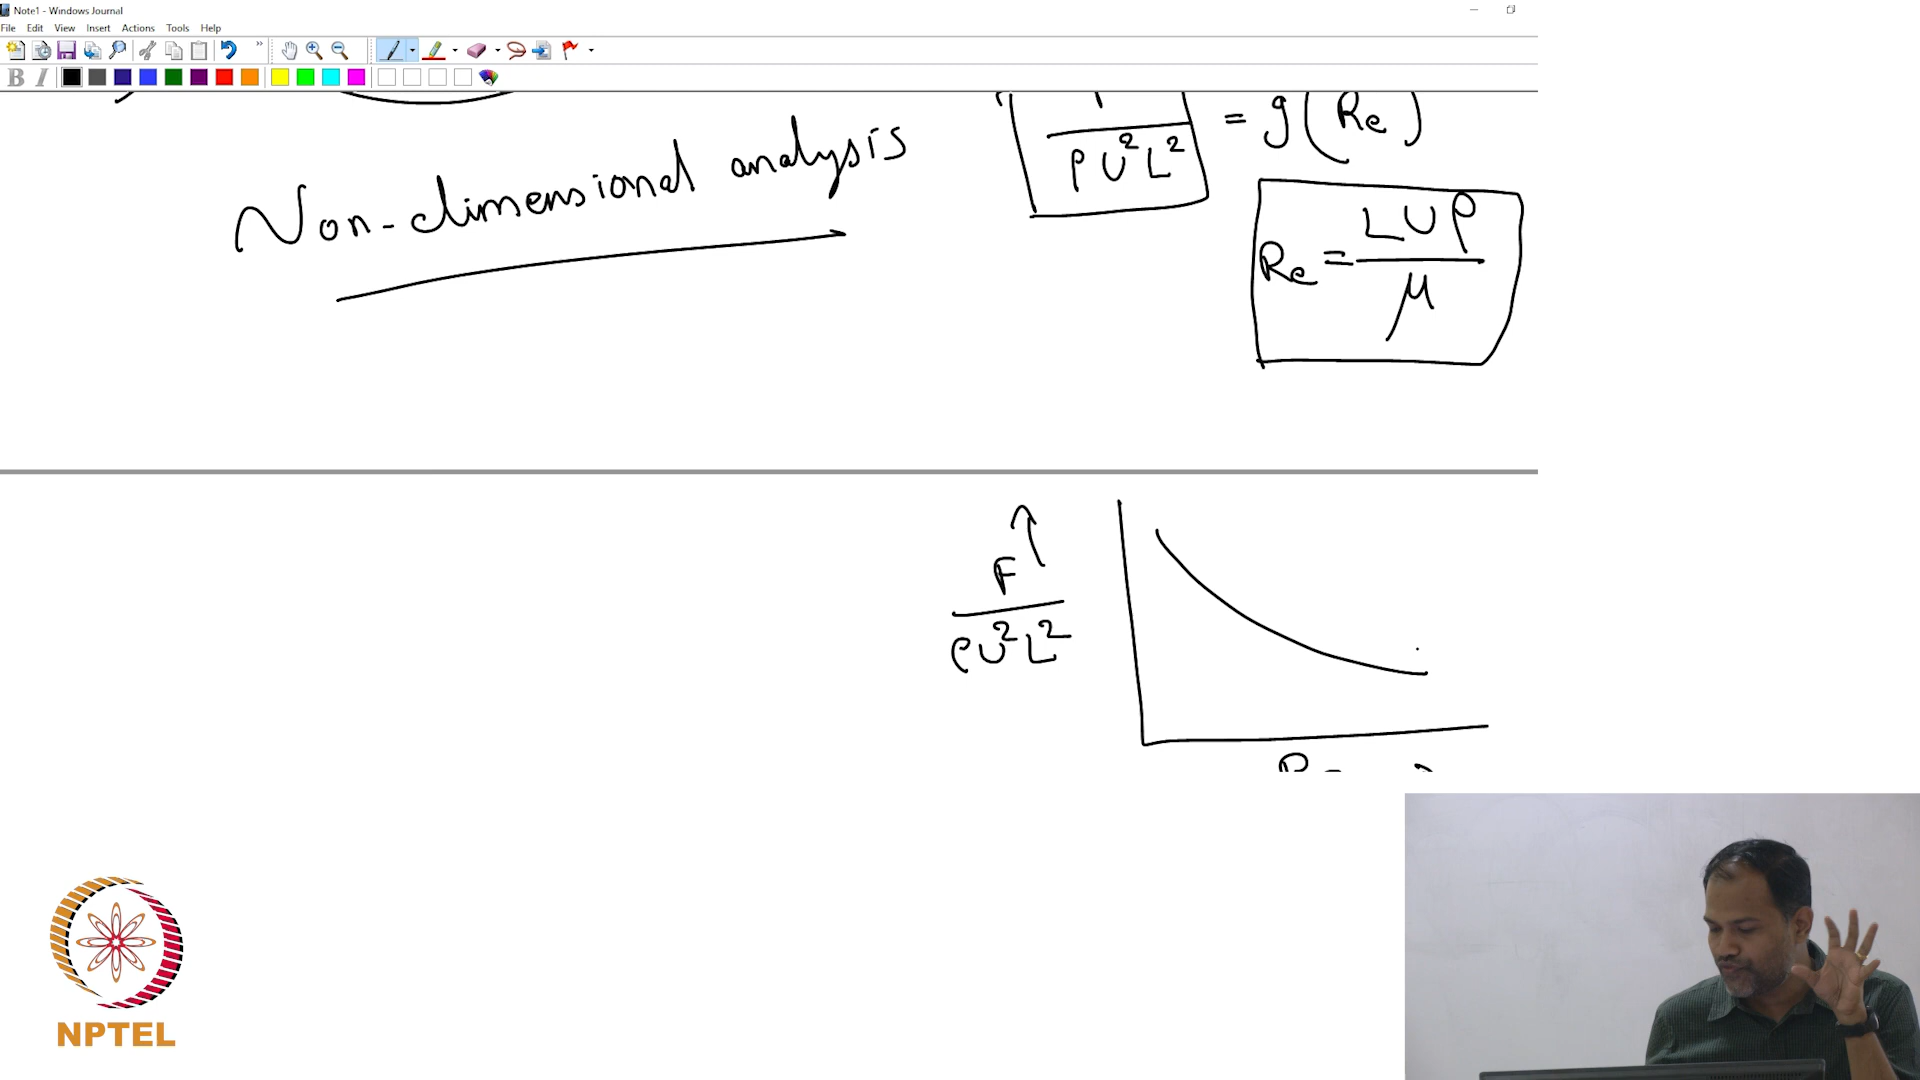 Note1 - Windows Journal
File Edit View Insert Actions Tools Help
B I
Non-dimensional analysis
ρU²L² = g(Re)
Re = LUρ / μ
F / ρU²L²
NPTEL